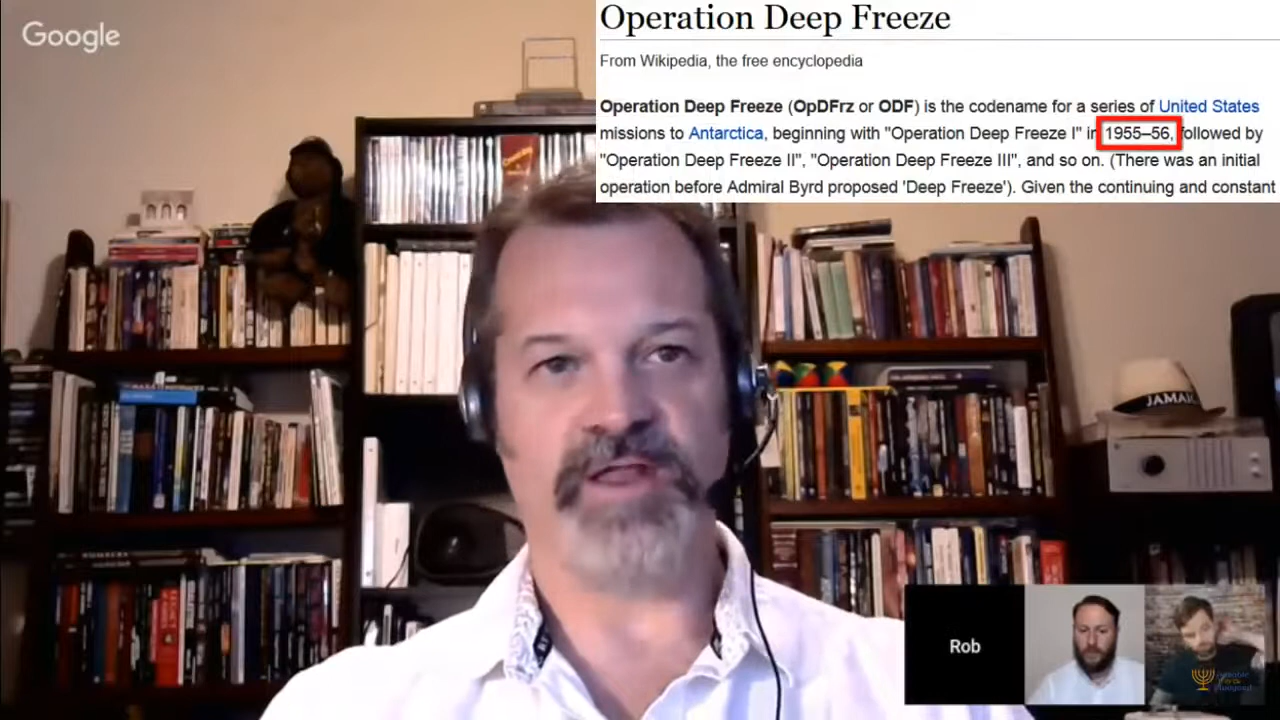 Google
Operation Deep Freeze
From Wikipedia, the free encyclopedia
Operation Deep Freeze (OpDFrz or ODF) is the codename for a series of United States
missions to Antarctica, beginning with "Operation Deep Freeze I" in 1955–56, followed by
"Operation Deep Freeze II", "Operation Deep Freeze III", and so on. (There was an initial
operation before Admiral Byrd proposed 'Deep Freeze'). Given the continuing and constant
JAMAIC
Rob